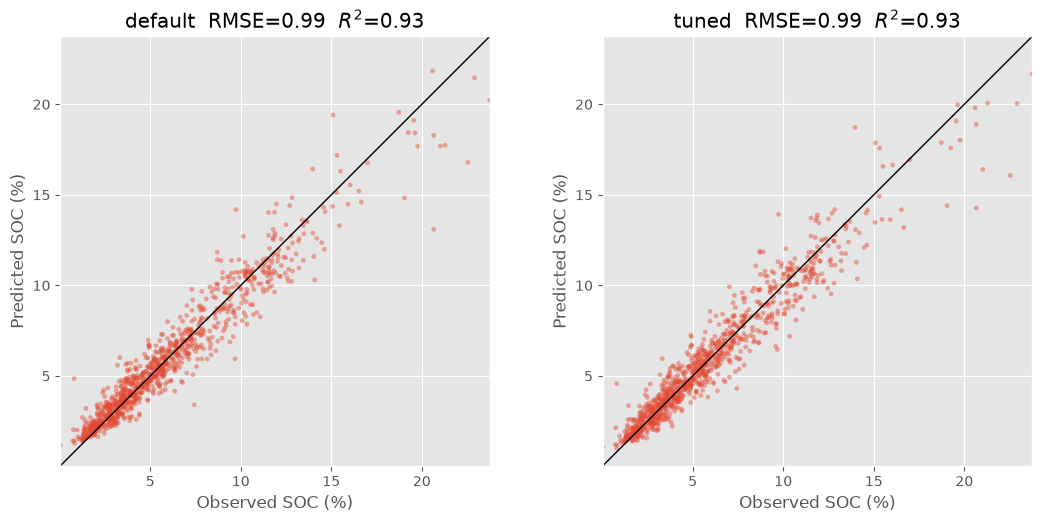 default RMSE=0.99 R²=0.93
20
15
10
5
Predicted SOC (%)
5 10 15 20
Observed SOC (%)
tuned RMSE=0.99 R²=0.93
20
15
10
5
Predicted SOC (%)
5 10 15 20
Observed SOC (%)